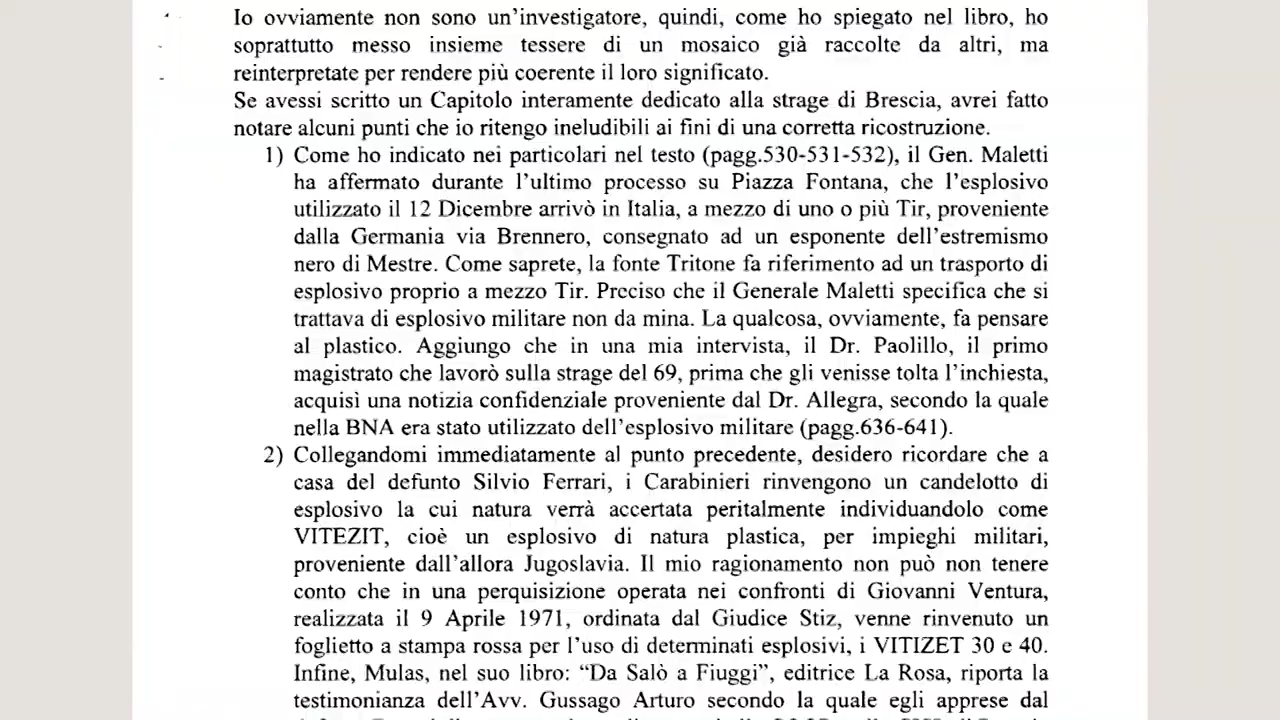 Io ovviamente non sono un'investigatore, quindi, come ho spiegato nel libro, ho
soprattutto messo insieme tessere di un mosaico già raccolte da altri, ma
reinterpretate per rendere più coerente il loro significato.
Se avessi scritto un Capitolo interamente dedicato alla strage di Brescia, avrei fatto
notare alcuni punti che io ritengo ineludibili ai fini di una corretta ricostruzione.
1) Come ho indicato nei particolari nel testo (pagg.530-531-532), il Gen. Maletti
ha affermato durante l'ultimo processo su Piazza Fontana, che l'esplosivo
utilizzato il 12 Dicembre arrivò in Italia, a mezzo di uno o più Tir, proveniente
dalla Germania via Brennero, consegnato ad un esponente dell'estremismo
nero di Mestre. Come saprete, la fonte Tritone fa riferimento ad un trasporto di
esplosivo proprio a mezzo Tir. Preciso che il Generale Maletti specifica che si
trattava di esplosivo militare non da mina. La qualcosa, ovviamente, fa pensare
al plastico. Aggiungo che in una mia intervista, il Dr. Paolillo, il primo
magistrato che lavorò sulla strage del 69, prima che gli venisse tolta l'inchiesta,
acquisì una notizia confidenziale proveniente dal Dr. Allegra, secondo la quale
nella BNA era stato utilizzato dell'esplosivo militare (pagg.636-641).
2) Collegandomi immediatamente al punto precedente, desidero ricordare che a
casa del defunto Silvio Ferrari, i Carabinieri rinvengono un candelotto di
esplosivo la cui natura verrà accertata peritalmente individuandolo come
VITEZIT, cioè un esplosivo di natura plastica, per impieghi militari,
proveniente dall'allora Jugoslavia. Il mio ragionamento non può non tenere
conto che in una perquisizione operata nei confronti di Giovanni Ventura,
realizzata il 9 Aprile 1971, ordinata dal Giudice Stiz, venne rinvenuto un
foglietto a stampa rossa per l'uso di determinati esplosivi, i VITIZET 30 e 40.
Infine, Mulas, nel suo libro: "Da Salò a Fiuggi", editrice La Rosa, riporta la
testimonianza dell'Avv. Gussago Arturo secondo la quale egli apprese dal